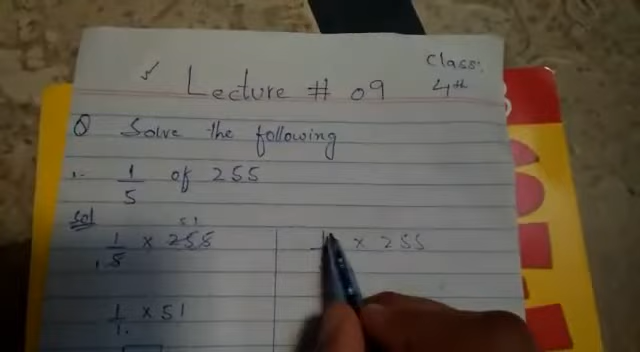 Lecture # 09
Class:
4th
Q Solve the following
1/5 of 255
Sol
51
1/5 × 255
1
× 255
1/1 × 51